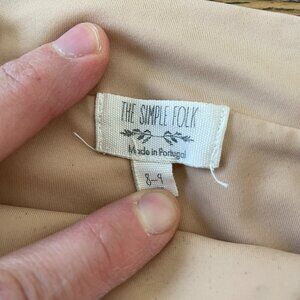 THE SIMPLE FOLK
Made in Portugal
8-9